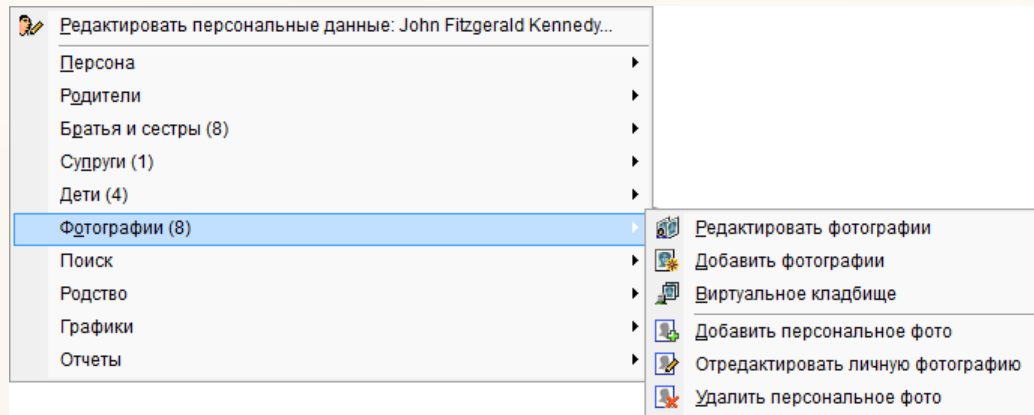 Редактировать персональные данные: John Fitzgerald Kennedy...
Персона
Родители
Братья и сестры (8)
Супруги (1)
Дети (4)
Фотографии (8)
Поиск
Родство
Графики
Отчеты
Редактировать фотографии
Добавить фотографии
Виртуальное кладбище
Добавить персональное фото
Отредактировать личную фотографию
Удалить персональное фото